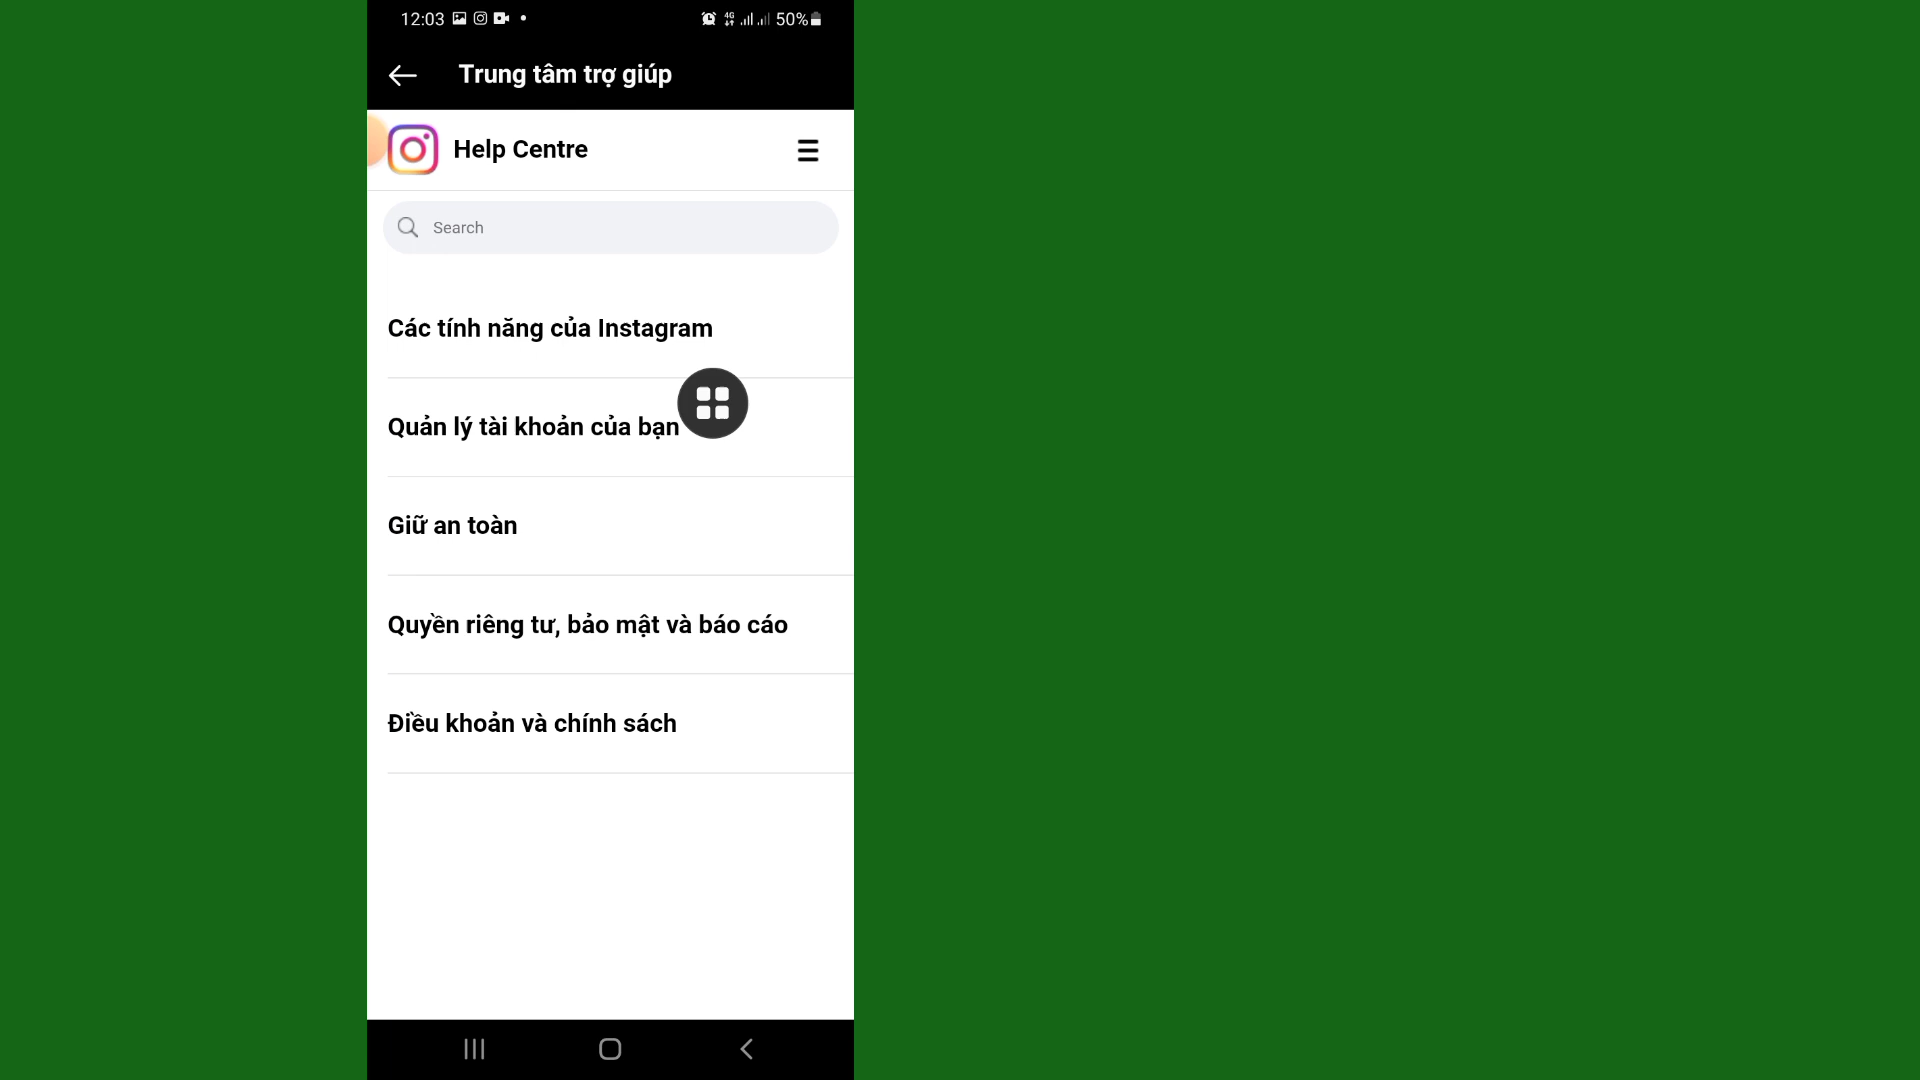 12:03
4G
50%
Trung tâm trợ giúp
Help Centre
Search
Các tính năng của Instagram
Quản lý tài khoản của bạn
Giữ an toàn
Quyền riêng tư, bảo mật và báo cáo
Điều khoản và chính sách